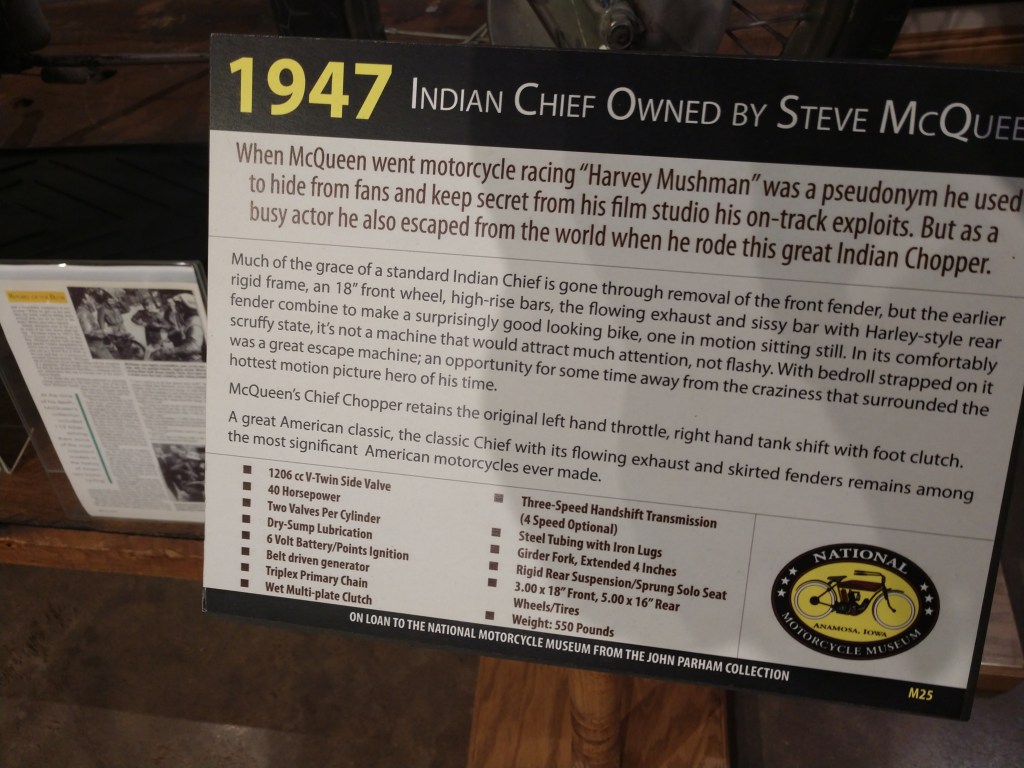 1947 INDIAN CHIEF OWNED BY STEVE MCQUEE
When McQueen went motorcycle racing "Harvey Mushman" was a pseudonym he used
to hide from fans and keep secret from his film studio his on-track exploits. But as a
busy actor he also escaped from the world when he rode this great Indian Chopper.
Much of the grace of a standard Indian Chief is gone through removal of the front fender, but the earlier
rigid frame, an 18" front wheel, high-rise bars, the flowing exhaust and sissy bar with Harley-style rear
fender combine to make a surprisingly good looking bike, one in motion sitting still. In its comfortably
scruffy state, it's not a machine that would attract much attention, not flashy. With bedroll strapped on it
was a great escape machine; an opportunity for some time away from the craziness that surrounded the
hottest motion picture hero of his time.
McQueen's Chief Chopper retains the original left hand throttle, right hand tank shift with foot clutch.
A great American classic, the classic Chief with its flowing exhaust and skirted fenders remains among
the most significant American motorcycles ever made.
1206 cc V-Twin Side Valve
40 Horsepower
Two Valves Per Cylinder
Dry-Sump Lubrication
6 Volt Battery/Points Ignition
Belt driven generator
Triplex Primary Chain
Wet Multi-plate Clutch
Three-Speed Handshift Transmission
(4 Speed Optional)
Steel Tubing with Iron Lugs
Girder Fork, Extended 4 Inches
Rigid Rear Suspension/Sprung Solo Seat
3.00 x 18" Front, 5.00 x 16" Rear
Wheels/Tires
Weight: 550 Pounds
NATIONAL
ANAMOSA, IOWA
MOTORCYCLE MUSEUM
ON LOAN TO THE NATIONAL MOTORCYCLE MUSEUM FROM THE JOHN PARHAM COLLECTION
M25